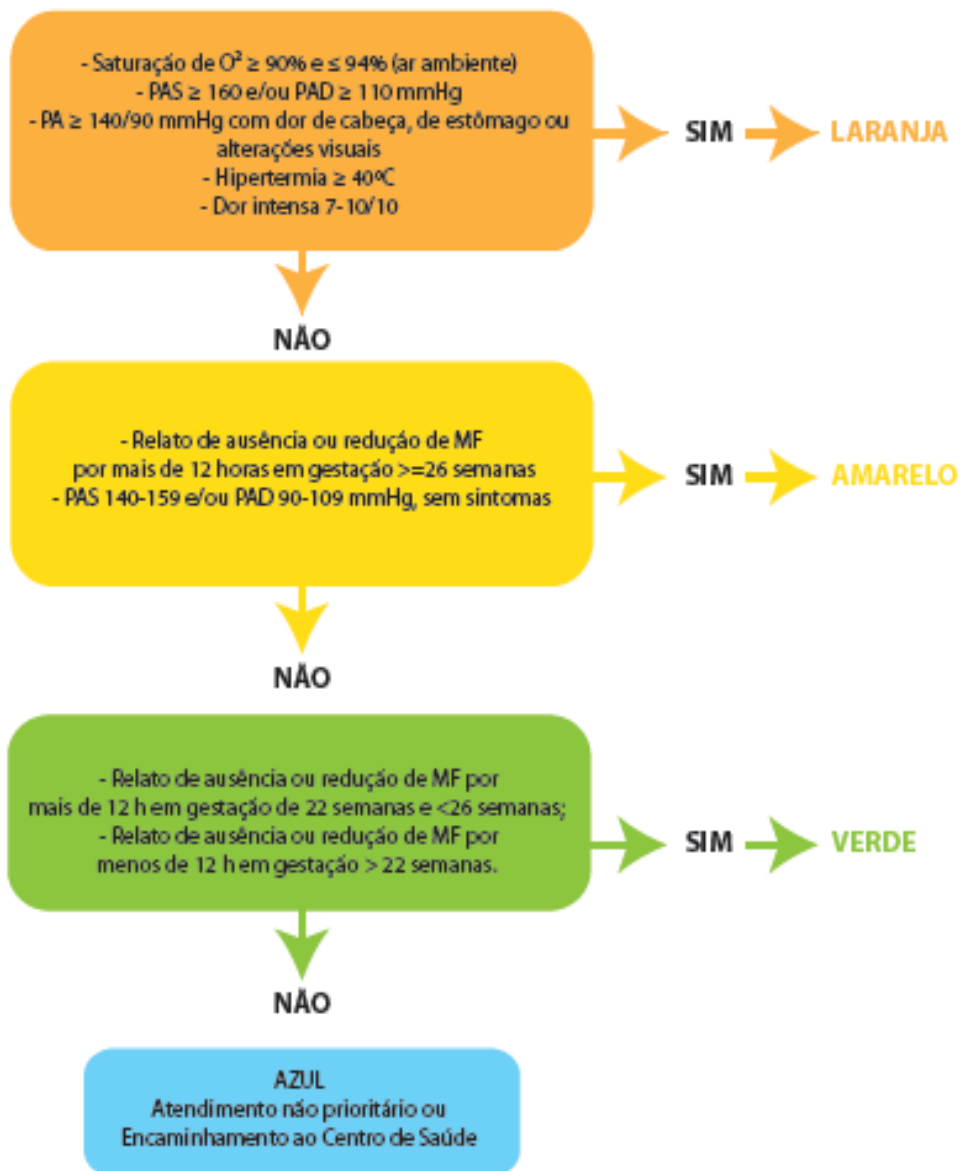 - Saturação de O² ≥ 90% e ≤ 94% (ar ambiente)
- PAS ≥ 160 e/ou PAD ≥ 110 mmHg
- PA ≥ 140/90 mmHg com dor de cabeça, de estômago ou
alterações visuais
- Hipertermia ≥ 40ºC
- Dor intensa 7-10/10
SIM
LARANJA
NÃO
- Relato de ausência ou redução de MF
por mais de 12 horas em gestação >=26 semanas
- PAS 140-159 e/ou PAD 90-109 mmHg, sem sintomas
SIM
AMARELO
NÃO
- Relato de ausência ou redução de MF por
mais de 12 h em gestação de 22 semanas e <26 semanas;
- Relato de ausência ou redução de MF por
menos de 12 h em gestação > 22 semanas.
SIM
VERDE
NÃO
AZUL
Atendimento não prioritário ou
Encaminhamento ao Centro de Saúde